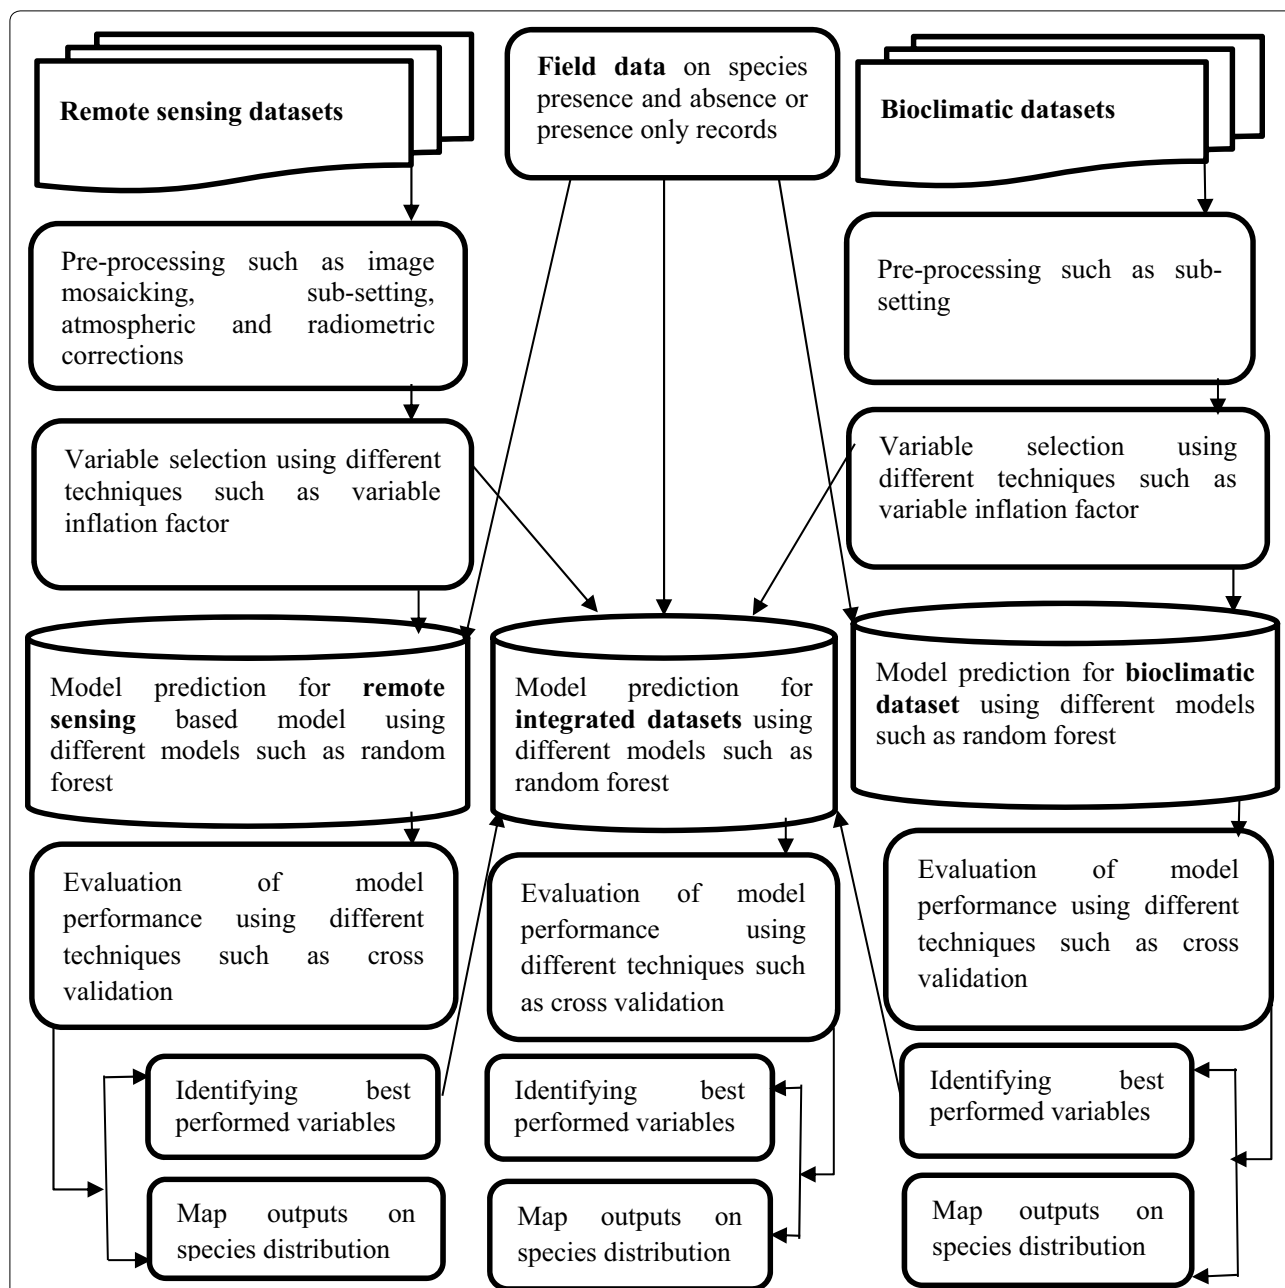 Remote sensing datasets
Field data on species
presence and absence or
presence only records
Bioclimatic datasets
Pre-processing such as image
mosaicking, sub-setting,
atmospheric and radiometric
corrections
Pre-processing such as sub-
setting
Variable selection using different
techniques such as variable
inflation factor
Variable selection using
different techniques such as
variable inflation factor
Model prediction for remote
sensing based model using
different models such as random
forest
Model prediction for
integrated datasets using
different models such as
random forest
Model prediction for bioclimatic
dataset using different models
such as random forest
Evaluation of model
performance using different
techniques such as cross
validation
Evaluation of model
performance using
different techniques such
as cross validation
Evaluation of model
performance using different
techniques such as cross
validation
Identifying best
performed variables
Identifying best
performed variables
Identifying best
performed variables
Map outputs on
species distribution
Map outputs on
species distribution
Map outputs on
species distribution